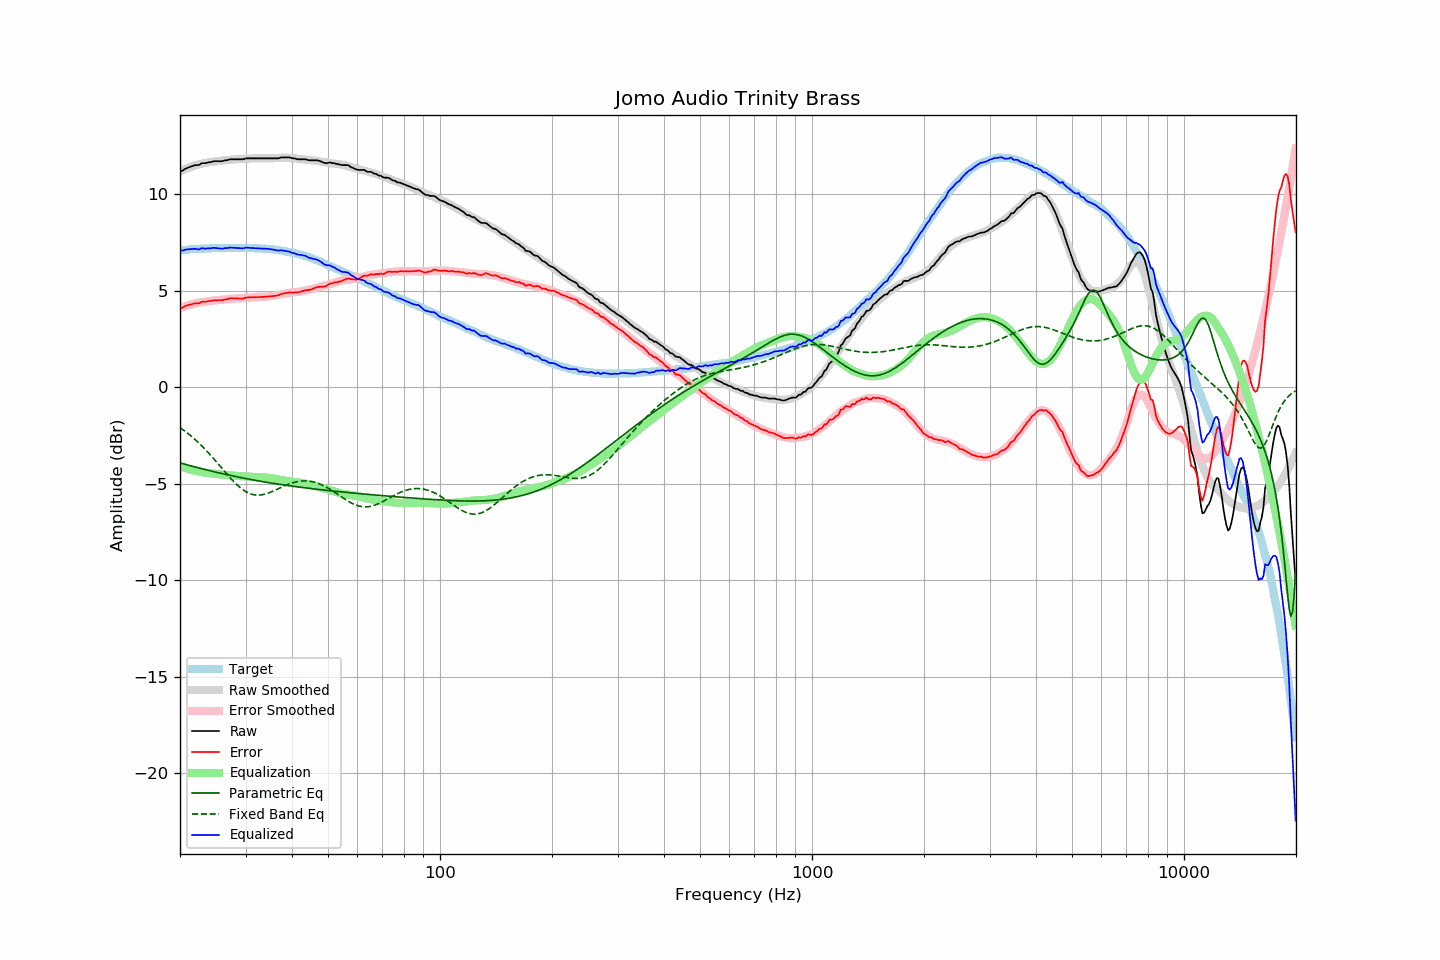 Jomo Audio Trinity Brass
Amplitude (dBr)
10
5
0
−5
−10
−15
−20
Target
Raw Smoothed
Error Smoothed
Raw
Error
Equalization
Parametric Eq
Fixed Band Eq
Equalized
100
1000
10000
Frequency (Hz)